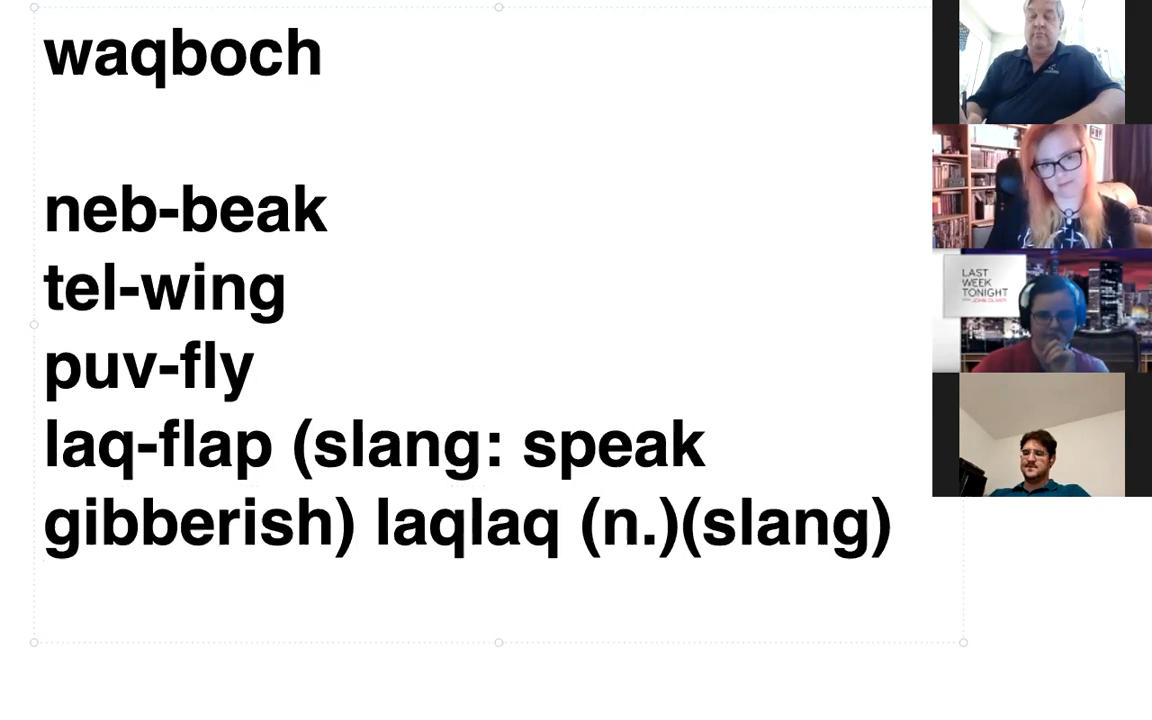 waqboch
neb-beak
tel-wing
puv-fly
laq-flap (slang: speak
gibberish) laqlaq (n.)(slang)
LAST
WEEK
TONIGHT